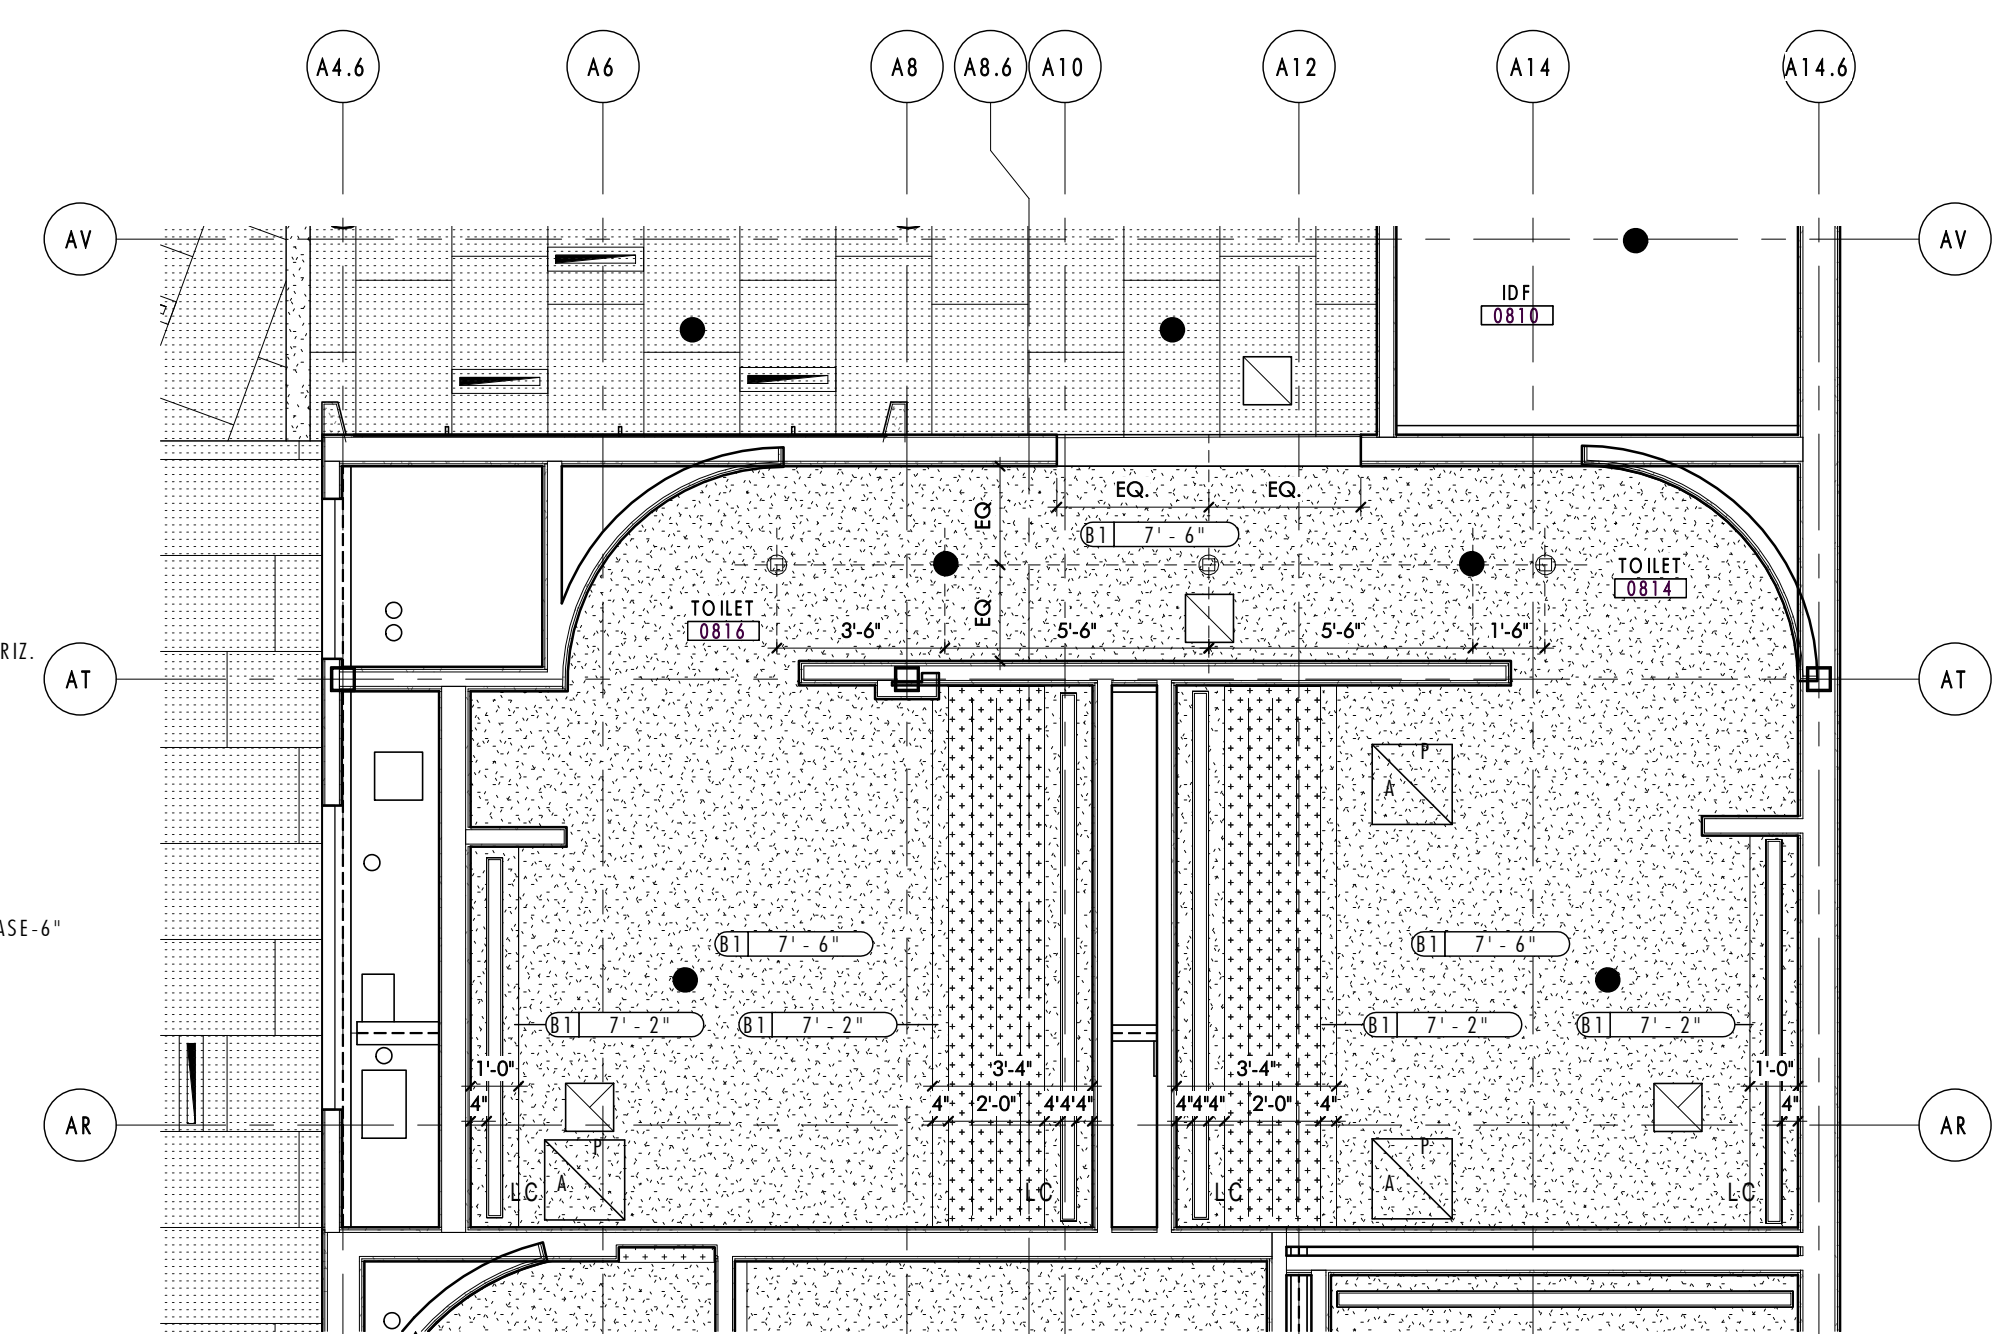 A4.6 A6 A8 A8.6 A10 A12 A14 A14.6
AV AV
IDF
0810
EQ. EQ.
EQ
B1 7'-6"
TOILET
0814
TOILET
0816
EQ
3'-6" 5'-6" 5'-6" 1'-6"
RIZ.
AT AT
P
A
ASE-6"
B1 7'-6" B1 7'-6"
B1 7'-2" B1 7'-2" B1 7'-2" B1 7'-2"
1'-0" 3'-4" 3'-4" 1'-0"
4" 4" 2'-0" 4" 4" 4" 4" 4" 4" 2'-0" 4" 4"
AR AR
P P
A A
LC LC LC LC